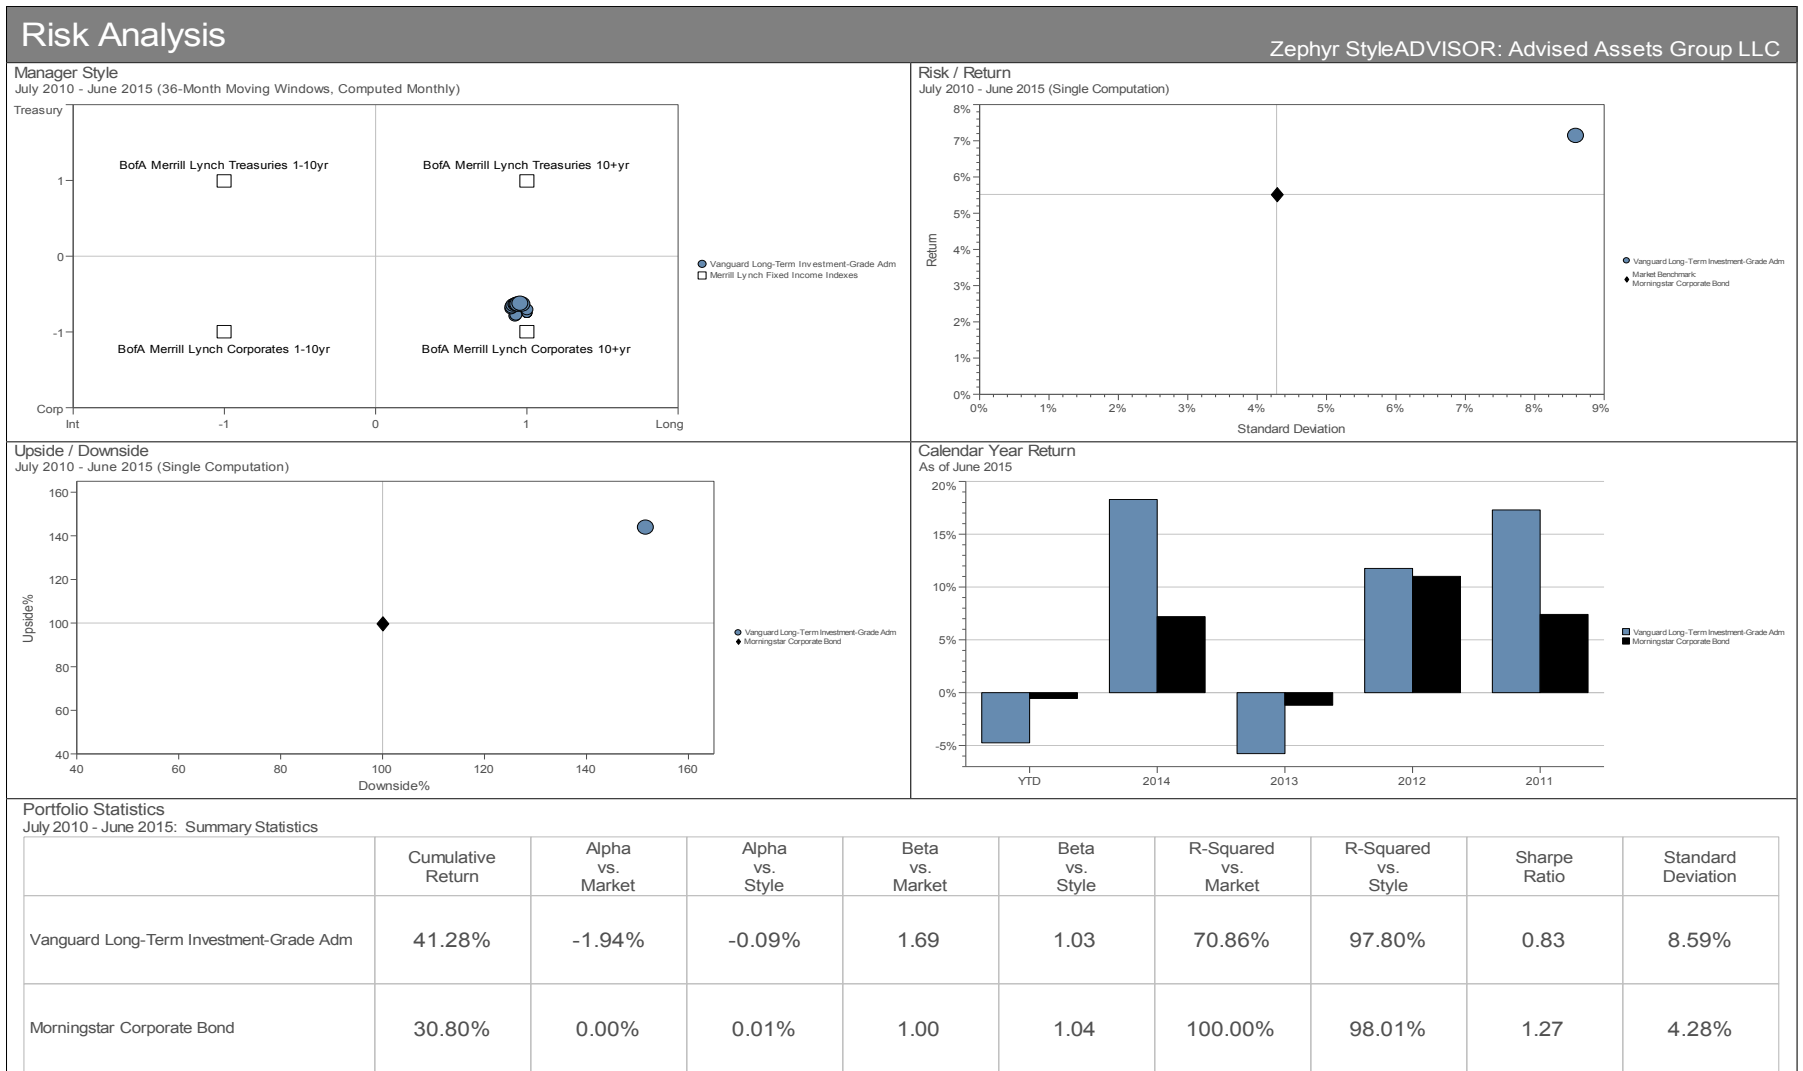 Risk Analysis
Zephyr StyleADVISOR: Advised Assets Group LLC
Manager Style
July 2010 - June 2015 (36-Month Moving Windows, Computed Monthly)
Treasury
BofA Merrill Lynch Treasuries 1-10yr
BofA Merrill Lynch Treasuries 10+yr
1
0
-1
BofA Merrill Lynch Corporates 1-10yr
BofA Merrill Lynch Corporates 10+yr
Corp
Int
-1
0
1
Long
Vanguard Long-Term Investment-Grade Adm
Merrill Lynch Fixed Income Indexes
Risk / Return
July 2010 - June 2015 (Single Computation)
Return
8%
7%
6%
5%
4%
3%
2%
1%
0%
0%
1%
2%
3%
4%
5%
6%
7%
8%
9%
Standard Deviation
Vanguard Long-Term Investment-Grade Adm
Market Benchmark:
Morningstar Corporate Bond
Upside / Downside
July 2010 - June 2015 (Single Computation)
Upside%
160
140
120
100
80
60
40
40
60
80
100
120
140
160
Downside%
Vanguard Long-Term Investment-Grade Adm
Morningstar Corporate Bond
Calendar Year Return
As of June 2015
20%
15%
10%
5%
0%
-5%
YTD
2014
2013
2012
2011
Vanguard Long-Term Investment-Grade Adm
Morningstar Corporate Bond
Portfolio Statistics
July 2010 - June 2015: Summary Statistics
Cumulative
Return
Alpha
vs.
Market
Alpha
vs.
Style
Beta
vs.
Market
Beta
vs.
Style
R-Squared
vs.
Market
R-Squared
vs.
Style
Sharpe
Ratio
Standard
Deviation
Vanguard Long-Term Investment-Grade Adm 41.28% -1.94% -0.09% 1.69 1.03 70.86% 97.80% 0.83 8.59%
Morningstar Corporate Bond 30.80% 0.00% 0.01% 1.00 1.04 100.00% 98.01% 1.27 4.28%